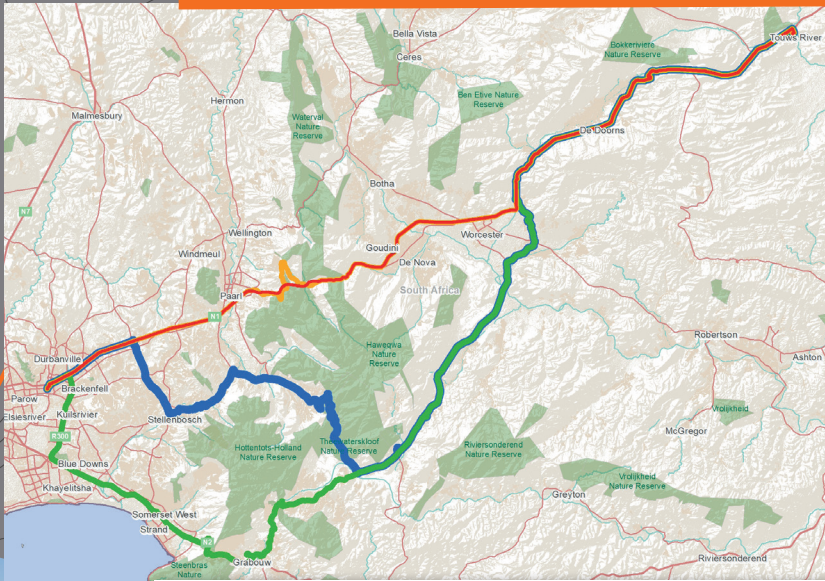 Bella Vista
Ceres
Touws River
Bokkeriviere
Nature Reserve
Ben Etive Nature
Reserve
Hermon
Malmesbury
Waterval
Nature
Reserve
De Doorns
Botha
N7
Wellington
Worcester
Windmeul
Goudini
De Nova
Paarl
South Africa
N1
Robertson
Haweqwa
Nature
Reserve
Durbanville
Ashton
Brackenfell
Parow
Elsiesriver
Kuilsrivier
Stellenbosch
Vrolijkheid
R300
McGregor
Hottentots-Holland
Nature Reserve
Theewaterskloof
Nature Reserve
Riviersonderend
Nature Reserve
Blue Downs
Khayelitsha
Vrolijkheid
Nature Reserve
Greyton
Somerset West
Strand
N2
Grabouw
Steenbras
Nature
Riviersonderend